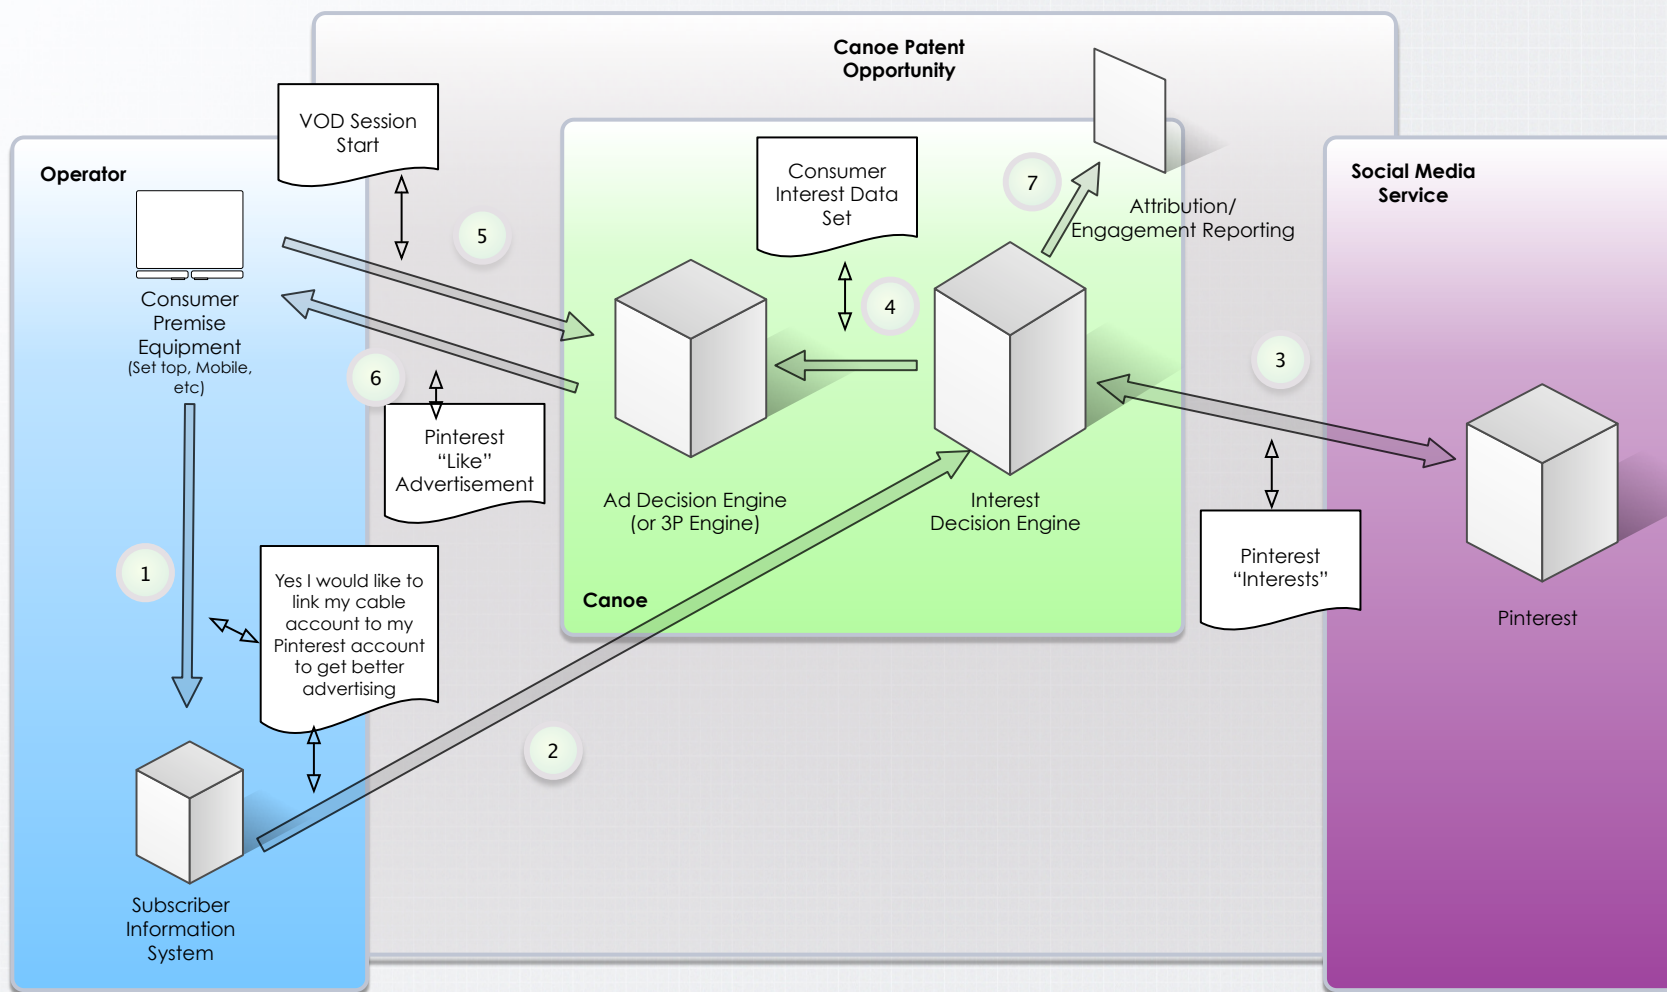 Canoe Patent
Opportunity
VOD Session
Start
Operator
Consumer
Premise
Equipment
(Set top, Mobile,
etc)
5
6
Pinterest
“Like”
Advertisement
1
Yes I would like to
link my cable
account to my
Pinterest account
to get better
advertising
Subscriber
Information
System
2
Consumer
Interest Data
Set
4
7
Attribution/
Engagement Reporting
Ad Decision Engine
(or 3P Engine)
Interest
Decision Engine
Canoe
3
Pinterest
“Interests”
Social Media
Service
Pinterest